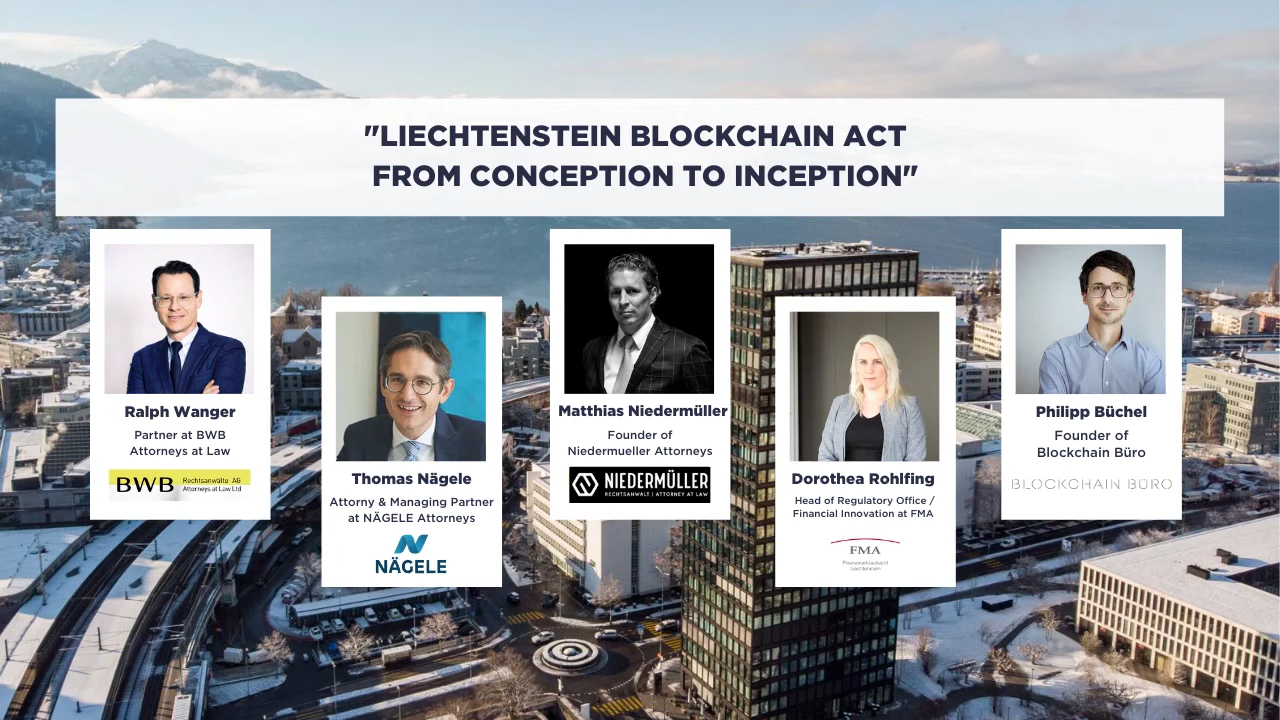 "LIECHTENSTEIN BLOCKCHAIN ACT
FROM CONCEPTION TO INCEPTION"
Ralph Wanger
Partner at BWB
Attorneys at Law
BWB Rechtsanwälte AG
Attorneys at Law Ltd
Thomas Nägele
Attorny & Managing Partner
at NÄGELE Attorneys
NÄGELE
Matthias Niedermüller
Founder of
Niedermueller Attorneys
NIEDERMÜLLER
RECHTSANWALT | ATTORNEY AT LAW
Dorothea Rohlfing
Head of Regulatory Office /
Financial Innovation at FMA
FMA
Finanzmarktaufsicht
Liechtenstein
Philipp Büchel
Founder of
Blockchain Büro
BLOCKCHAIN BÜRO